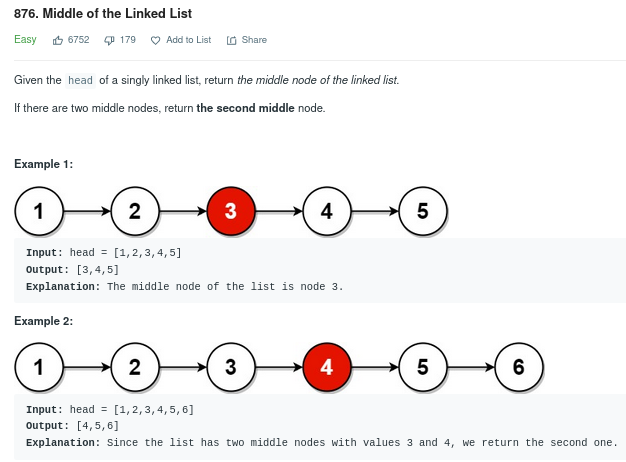 876. Middle of the Linked List
Easy 6752 179 Add to List Share
Given the head of a singly linked list, return the middle node of the linked list.
If there are two middle nodes, return the second middle node.
Example 1:
1 2 3 4 5
Input: head = [1,2,3,4,5]
Output: [3,4,5]
Explanation: The middle node of the list is node 3.
Example 2:
1 2 3 4 5 6
Input: head = [1,2,3,4,5,6]
Output: [4,5,6]
Explanation: Since the list has two middle nodes with values 3 and 4, we return the second one.